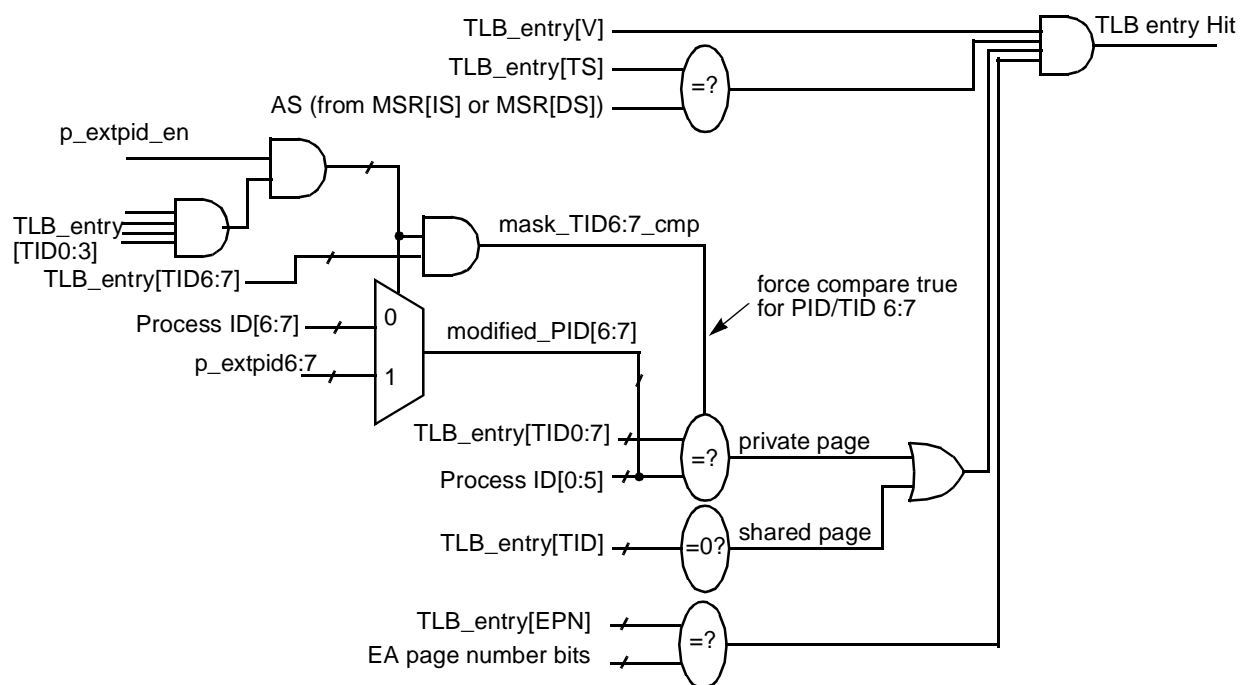 TLB_entry[V]
TLB entry Hit
TLB_entry[TS]
=?
AS (from MSR[IS] or MSR[DS])
p_extpid_en
TLB_entry
[TID0:3]
mask_TID6:7_cmp
TLB_entry[TID6:7]
force compare true
for PID/TID 6:7
Process ID[6:7]
0
modified_PID[6:7]
p_extpid6:7
1
TLB_entry[TID0:7]
=?
private page
Process ID[0:5]
TLB_entry[TID]
=0?
shared page
TLB_entry[EPN]
=?
EA page number bits